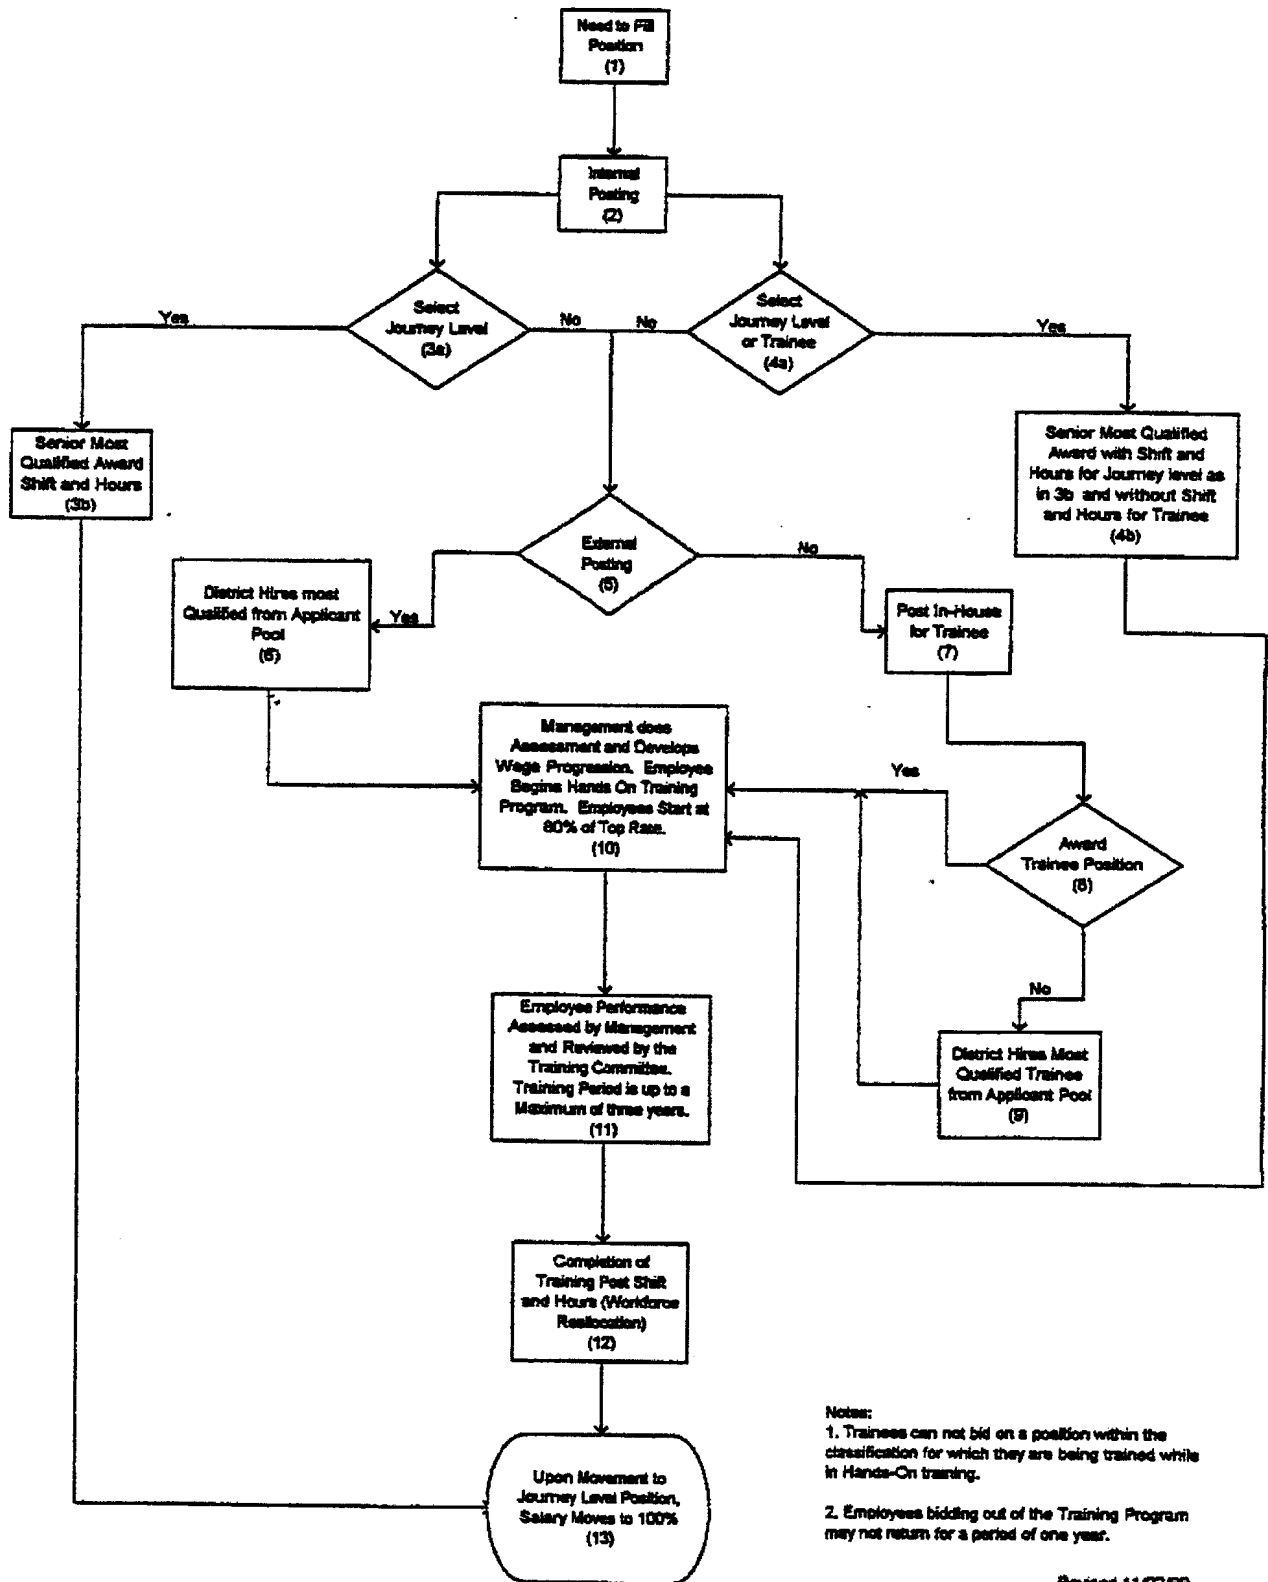 Need to Fill
Position
(1)
Internal
Posting
(2)
Select
Journey Level
(3a)
Select
Journey Level
or Trainee
(4a)
Yes
No
No
Yes
Senior Most
Qualified Award
Shift and Hours
(3b)
Senior Most Qualified
Award with Shift and
Hours for Journey level as
in 3b and without Shift
and Hours for Trainee
(4b)
External
Posting
(5)
Yes
No
District Hires most
Qualified from Applicant
Pool
(6)
Post In-House
for Trainee
(7)
Management does
Assessment and Develops
Wage Progression. Employee
Begins Hands On Training
Program. Employees Start at
80% of Top Rate.
(10)
Yes
Award
Trainee Position
(8)
No
District Hires Most
Qualified Trainee
from Applicant Pool
(9)
Employee Performance
Assessed by Management
and Reviewed by the
Training Committee.
Training Period is up to a
Maximum of three years.
(11)
Completion of
Training Post Shift
and Hours (Workforce
Reallocation)
(12)
Upon Movement to
Journey Level Position,
Salary Moves to 100%
(13)
Notes:
1. Trainees can not bid on a position within the
classification for which they are being trained while
in Hands-On training.
2. Employees bidding out of the Training Program
may not return for a period of one year.
Revised